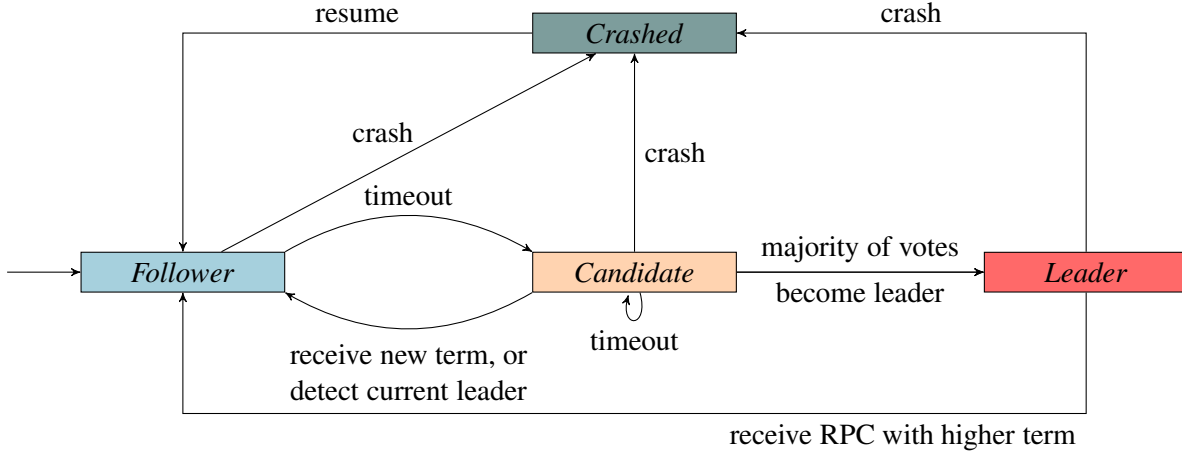 resume
crash
Crashed
crash
crash
timeout
Follower
Candidate
majority of votes
become leader
Leader
timeout
receive new term, or
detect current leader
receive RPC with higher term